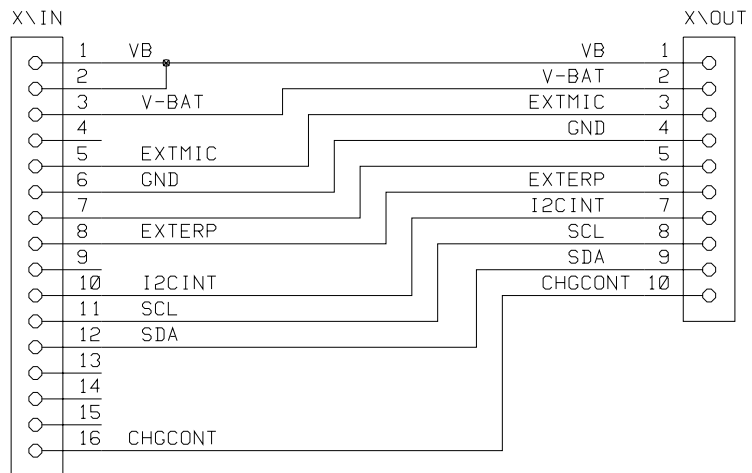 X\IN X\OUT
1 VB VB 1
2 V-BAT 2
3 V-BAT EXTMIC 3
4 GND 4
5 EXTMIC 5
6 GND EXTERP 6
7 I2CINT 7
8 EXTERP SCL 8
9 SDA 9
10 I2CINT CHGCONT 10
11 SCL
12 SDA
13
14
15
16 CHGCONT